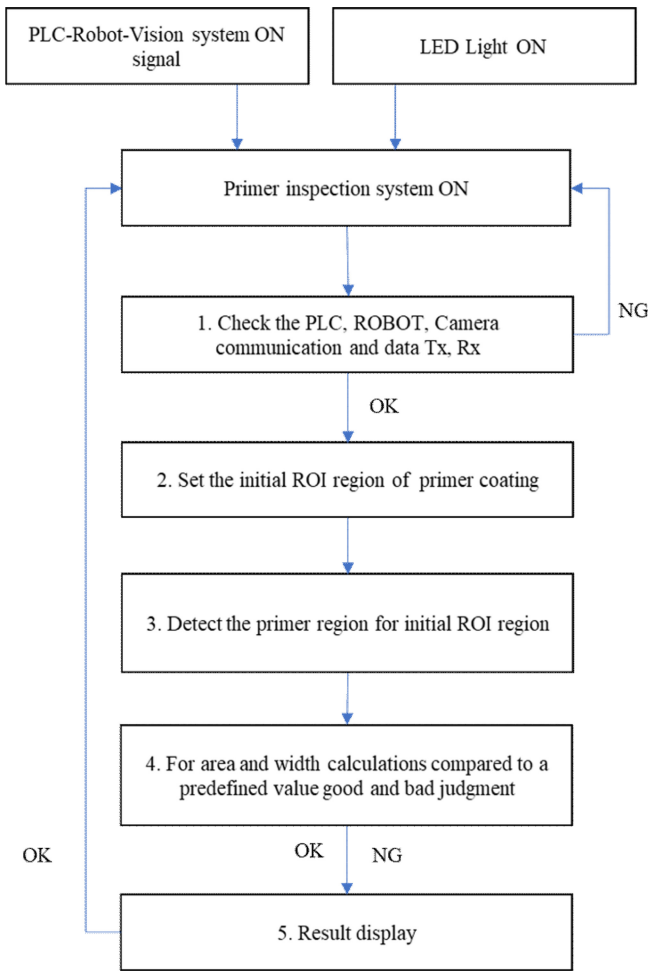 PLC-Robot-Vision system ON
signal
LED Light ON
Primer inspection system ON
1. Check the PLC, ROBOT, Camera
communication and data Tx, Rx
NG
OK
2. Set the initial ROI region of primer coating
3. Detect the primer region for initial ROI region
4. For area and width calculations compared to a
predefined value good and bad judgment
OK
OK
NG
5. Result display